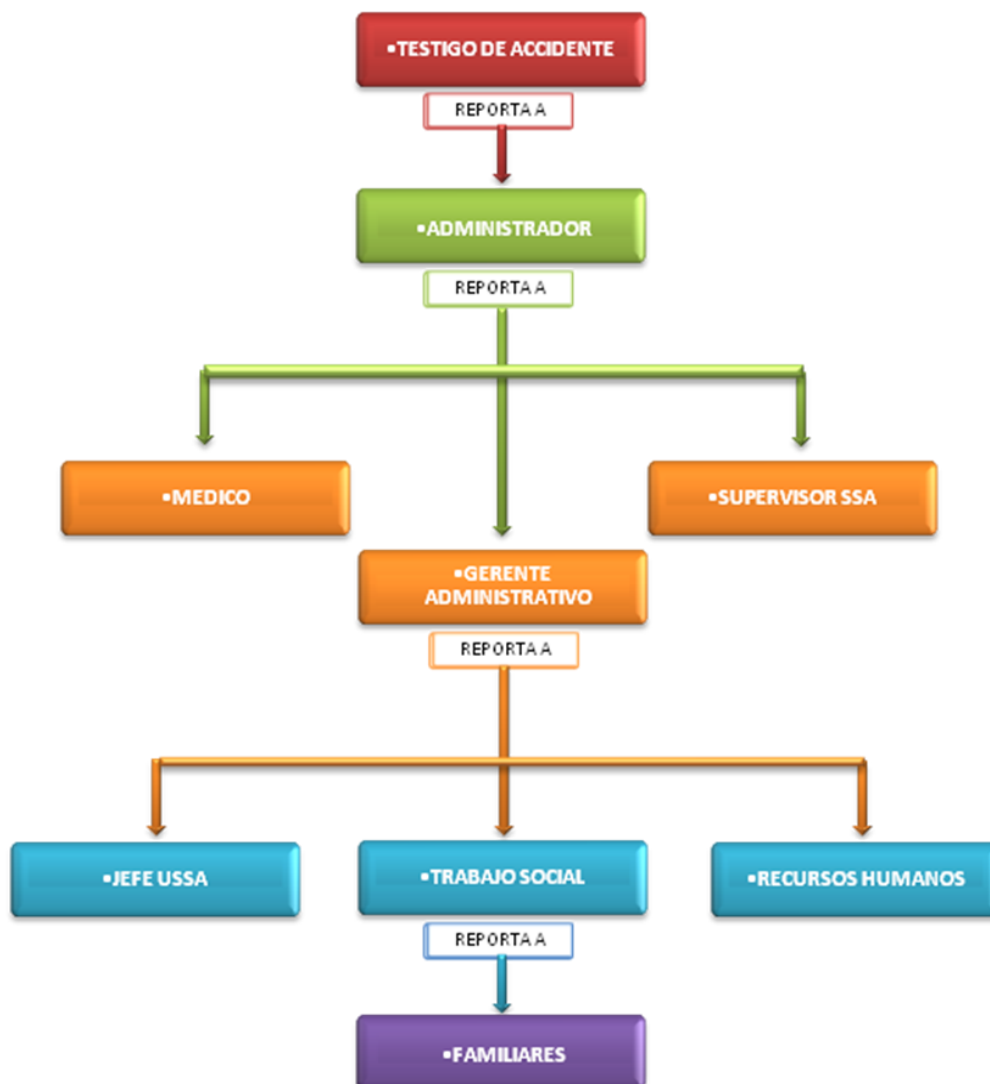 •TESTIGO DE ACCIDENTE
REPORTA A
•ADMINISTRADOR
REPORTA A
•MEDICO
•SUPERVISOR SSA
•GERENTE
ADMINISTRATIVO
REPORTA A
•JEFE USSA
•TRABAJO SOCIAL
•RECURSOS HUMANOS
REPORTA A
•FAMILIARES